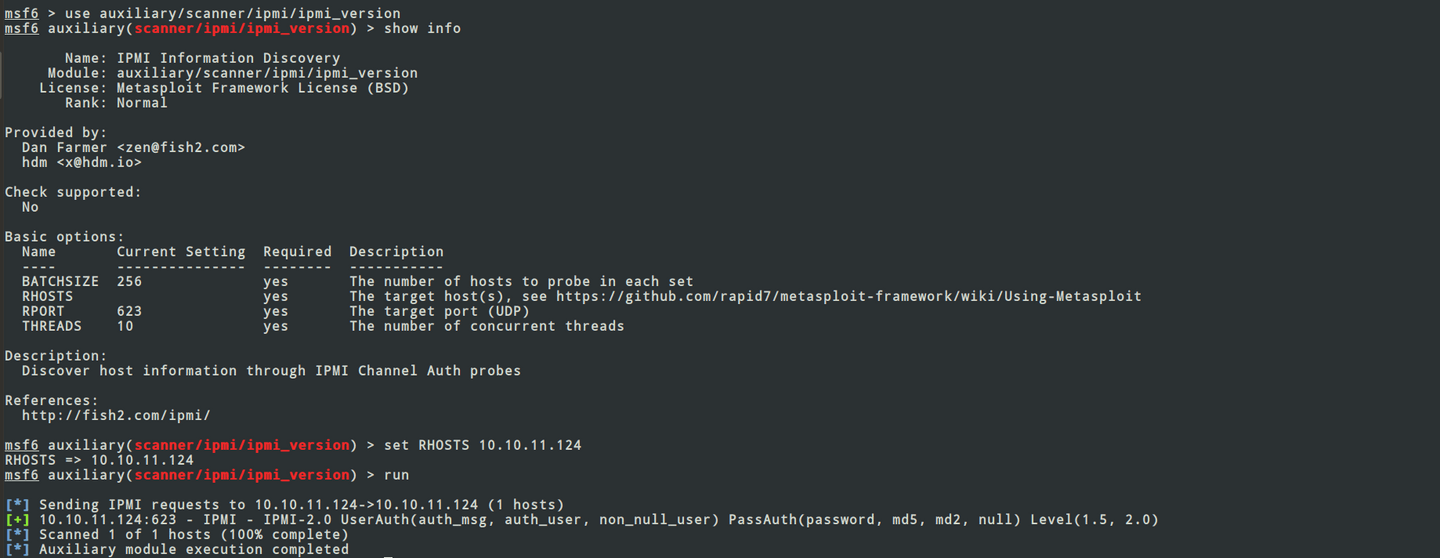 msf6 > use auxiliary/scanner/ipmi/ipmi_version
msf6 auxiliary(scanner/ipmi/ipmi_version) > show info
Name: IPMI Information Discovery
Module: auxiliary/scanner/ipmi/ipmi_version
License: Metasploit Framework License (BSD)
Rank: Normal
Provided by:
Dan Farmer <zen@fish2.com>
hdm <x@hdm.io>
Check supported:
No
Basic options:
Name Current Setting Required Description
---- --------------- -------- -----------
BATCHSIZE 256 yes The number of hosts to probe in each set
RHOSTS yes The target host(s), see https://github.com/rapid7/metasploit-framework/wiki/Using-Metasploit
RPORT 623 yes The target port (UDP)
THREADS 10 yes The number of concurrent threads
Description:
Discover host information through IPMI Channel Auth probes
References:
http://fish2.com/ipmi/
msf6 auxiliary(scanner/ipmi/ipmi_version) > set RHOSTS 10.10.11.124
RHOSTS => 10.10.11.124
msf6 auxiliary(scanner/ipmi/ipmi_version) > run
[*] Sending IPMI requests to 10.10.11.124->10.10.11.124 (1 hosts)
[+] 10.10.11.124:623 - IPMI - IPMI-2.0 UserAuth(auth_msg, auth_user, non_null_user) PassAuth(password, md5, md2, null) Level(1.5, 2.0)
[*] Scanned 1 of 1 hosts (100% complete)
[*] Auxiliary module execution completed